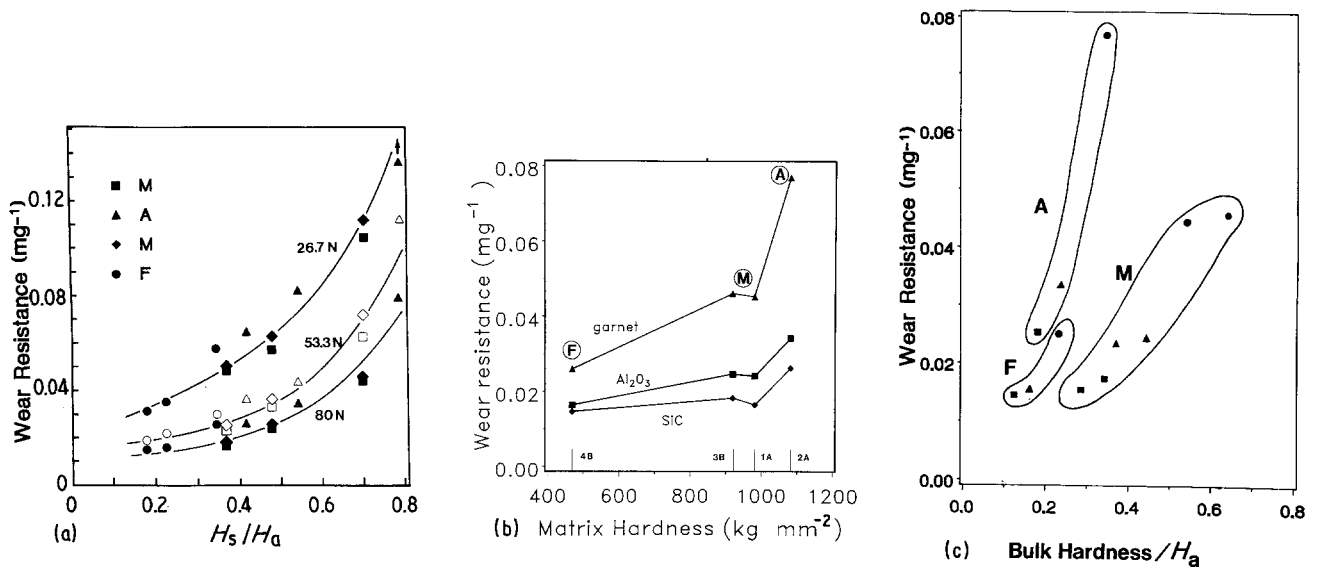 Wear Resistance (mg⁻¹)
0.12
0.08
0.04
0
M
A
M
F
26.7 N
53.3 N
80 N
0 0.2 0.4 0.6 0.8
(a) Hs/Ha
Wear resistance (mg⁻¹)
0.08
0.06
0.04
0.02
0.00
A
M
F
garnet
Al₂O₃
SiC
4B 3B 1A 2A
400 600 800 1000 1200
(b) Matrix Hardness (kg mm⁻²)
Wear Resistance (mg⁻¹)
0.08
0.06
0.04
0.02
0.00
A
M
F
0.0 0.2 0.4 0.6 0.8
(c) Bulk Hardness/Ha